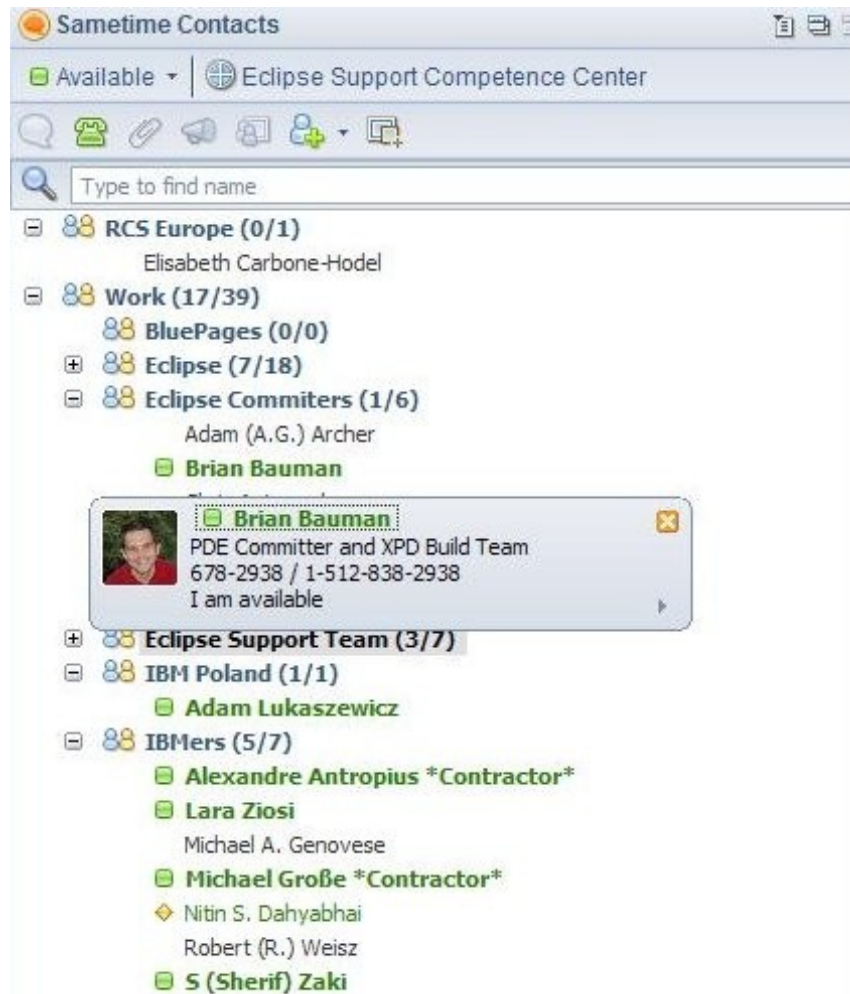 Sametime Contacts
Available Eclipse Support Competence Center
Type to find name
RCS Europe (0/1)
Elisabeth Carbone-Hodel
Work (17/39)
BluePages (0/0)
Eclipse (7/18)
Eclipse Commiters (1/6)
Adam (A.G.) Archer
Brian Bauman
Brian Bauman
PDE Committer and XPD Build Team
678-2938 / 1-512-838-2938
I am available
Eclipse Support Team (3/7)
IBM Poland (1/1)
Adam Lukaszewicz
IBMers (5/7)
Alexandre Antropius *Contractor*
Lara Ziosi
Michael A. Genovese
Michael Große *Contractor*
Nitin S. Dahyabhai
Robert (R.) Weisz
S (Sherif) Zaki